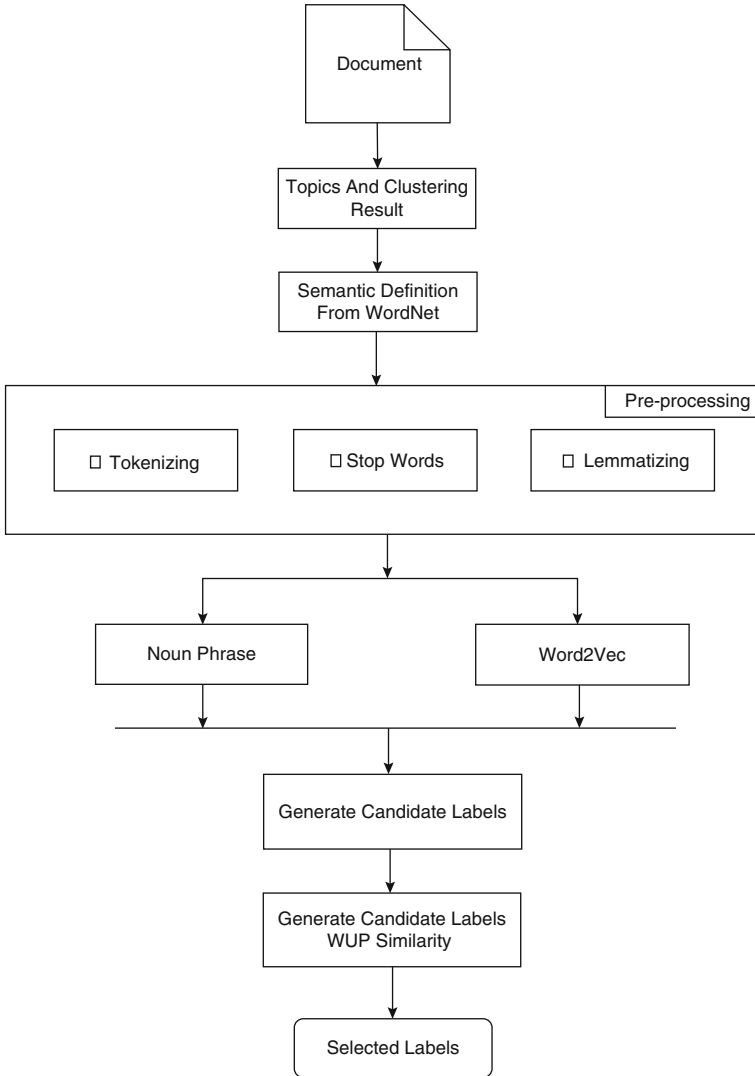 Document
Topics And Clustering
Result
Semantic Definition
From WordNet
Pre-processing
Tokenizing
Stop Words
Lemmatizing
Noun Phrase
Word2Vec
Generate Candidate Labels
Generate Candidate Labels
WUP Similarity
Selected Labels